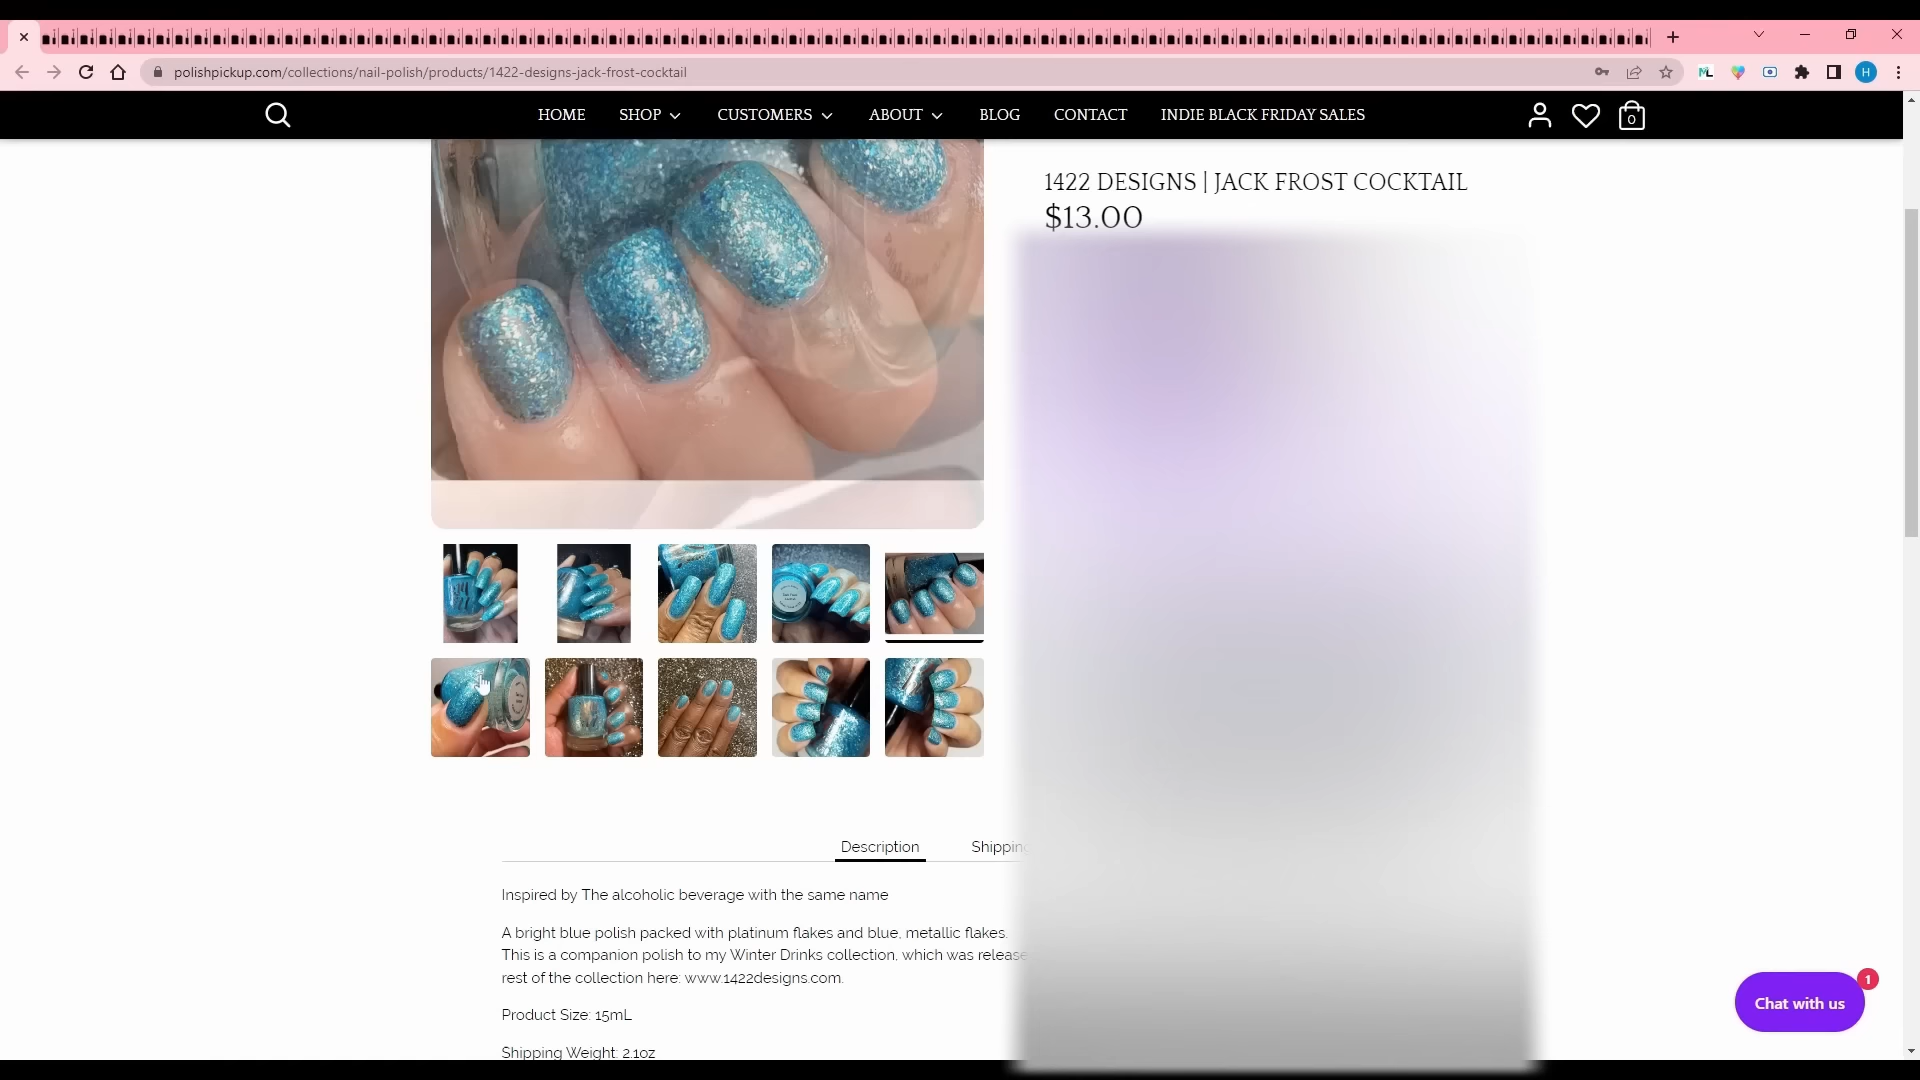 polishpickup.com/collections/nail-polish/products/1422-designs-jack-frost-cocktail
H
HOME SHOP CUSTOMERS ABOUT BLOG CONTACT INDIE BLACK FRIDAY SALES
0
1422 DESIGNS | JACK FROST COCKTAIL
$13.00
Description Shipping
Inspired by The alcoholic beverage with the same name
A bright blue polish packed with platinum flakes and blue, metallic flakes.
This is a companion polish to my Winter Drinks collection, which was release
rest of the collection here: www.1422designs.com.
Product Size: 15mL
Shipping Weight: 2.1oz
1
Chat with us